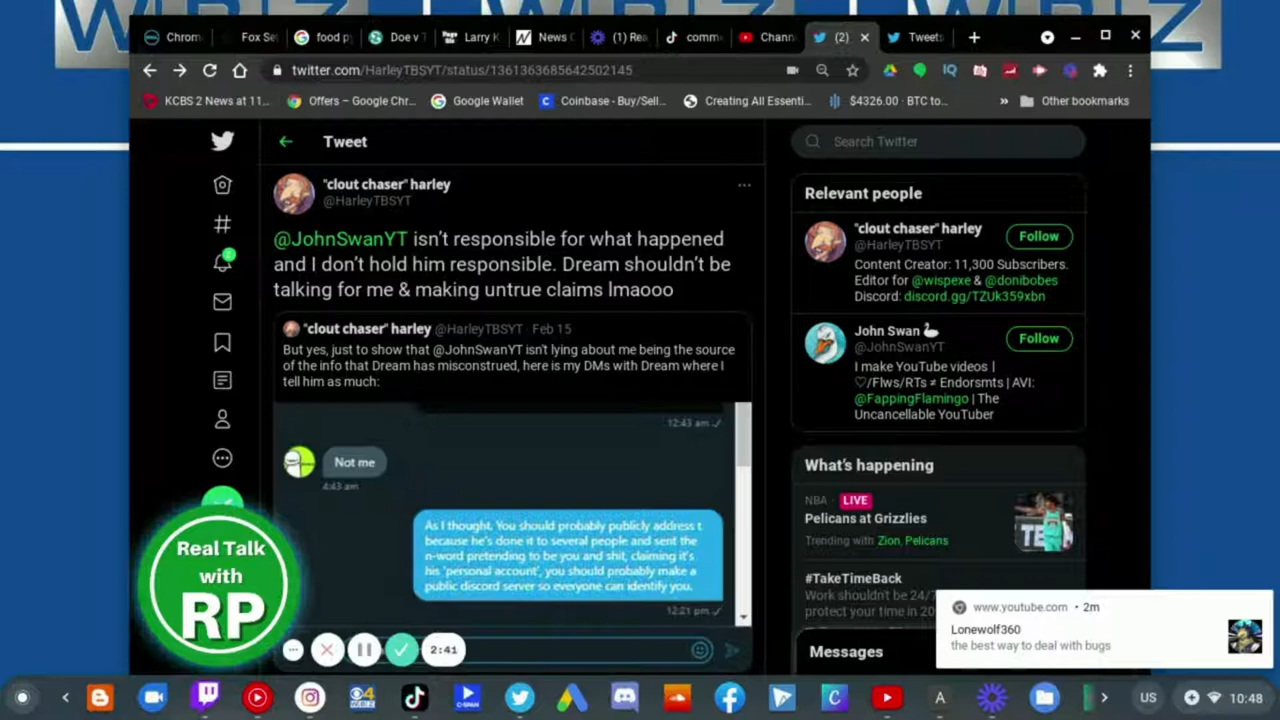 WBIZ
WBIZ
WBIZ
Chrom
Fox Se
food p
Doe v T
Page Six
Larry K
News C
(1) Rea
comme
Chann
(2)
Tweets
twitter.com/HarleyTBSYT/status/1361363685642502145
KCBS 2 News at 11...
Offers – Google Chr...
Google Wallet
Coinbase - Buy/Sell...
Creating All Essenti...
$4326.00 · BTC to...
»
Other bookmarks
Tweet
Search Twitter
"clout chaser" harley
@HarleyTBSYT
@JohnSwanYT isn't responsible for what happened
and I don't hold him responsible. Dream shouldn't be
talking for me & making untrue claims lmaooo
"clout chaser" harley @HarleyTBSYT · Feb 15
But yes, just to show that @JohnSwanYT isn't lying about me being the source
of the info that Dream has misconstrued, here is my DMs with Dream where I
tell him as much:
12:43 am
Not me
4:43 am
As I thought. You should probably publicly address t
because he's done it to several people and sent the
n-word pretending to be you and shit, claiming it's
his 'personal account', you should probably make a
public discord server so everyone can identify you.
12:21 pm
Relevant people
"clout chaser" harley
@HarleyTBSYT
Follow
Content Creator: 11,300 Subscribers.
Editor for @wispexe & @donibobes
Discord: discord.gg/TZUk359xbn
John Swan
@JohnSwanYT
Follow
I make YouTube videos |
♡/Flws/RTs ≠ Endorsmts | AVI:
@FappingFlamingo | The
Uncancellable YouTuber
What's happening
NBA · LIVE
Pelicans at Grizzlies
Trending with Zion, Pelicans
#TakeTimeBack
Work shouldn't be 24/7
protect your time in 20
Messages
www.youtube.com • 2m
Lonewolf360
the best way to deal with bugs
Real Talk
with
RP
2:41
US
10:48